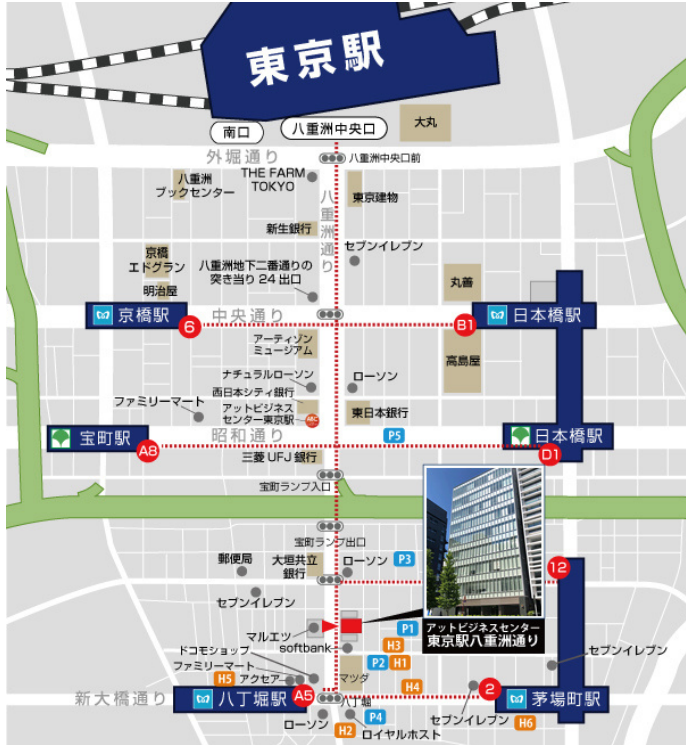 東京駅
南口
八重洲中央口
大丸
外堀通り
八重洲中央口前
八重洲
ブックセンター
THE FARM
TOKYO
八重洲通り
東京建物
新生銀行
セブンイレブン
京橋
エドグラン
八重洲地下二番通りの
突き当り 24 出口
明治屋
丸善
京橋駅
6
中央通り
B1
日本橋駅
アーティゾン
ミュージアム
高島屋
ナチュラルローソン
ローソン
西日本シティ銀行
ファミリーマート
アットビジネス
センター東京駅
東日本銀行
宝町駅
A8
昭和通り
P5
日本橋駅
D1
三菱UFJ銀行
宝町ランプ入口
宝町ランプ出口
郵便局
大垣共立
銀行
ローソン
P3
12
セブンイレブン
アットビジネスセンター
東京駅八重洲通り
マルエツ
P1
softbank
H3
ドコモショップ
P2
H1
セブンイレブン
ファミリーマート
H5
アクセア
マツダ
H4
新大橋通り
八丁堀駅
A5
八丁堀
2
茅場町駅
ローソン
H2
P4
ロイヤルホスト
セブンイレブン
H6